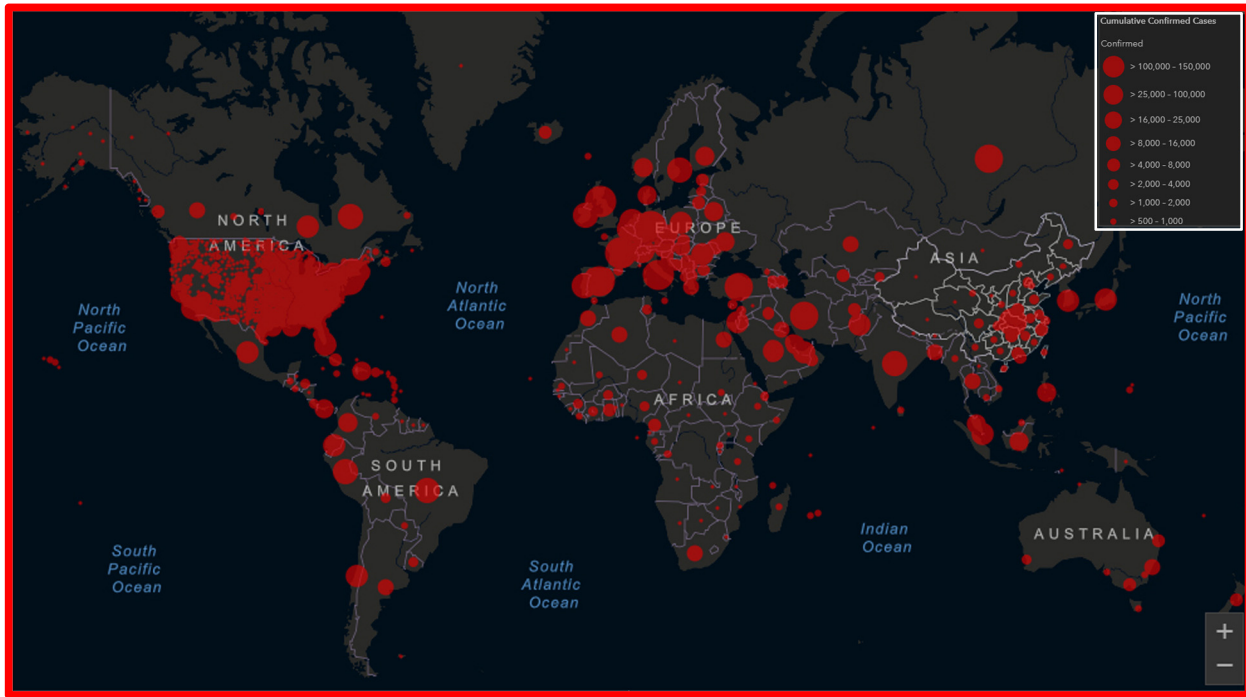 Cumulative Confirmed Cases
Confirmed
> 100,000 – 150,000
> 25,000 – 100,000
> 16,000 – 25,000
> 8,000 – 16,000
> 4,000 – 8,000
> 2,000 – 4,000
> 1,000 – 2,000
> 500 – 1,000
NORTH
AMERICA
EUROPE
ASIA
North
Pacific
Ocean
North
Atlantic
Ocean
North
Pacific
Ocean
AFRICA
SOUTH
AMERICA
South
Pacific
Ocean
South
Atlantic
Ocean
Indian
Ocean
AUSTRALIA
+
−